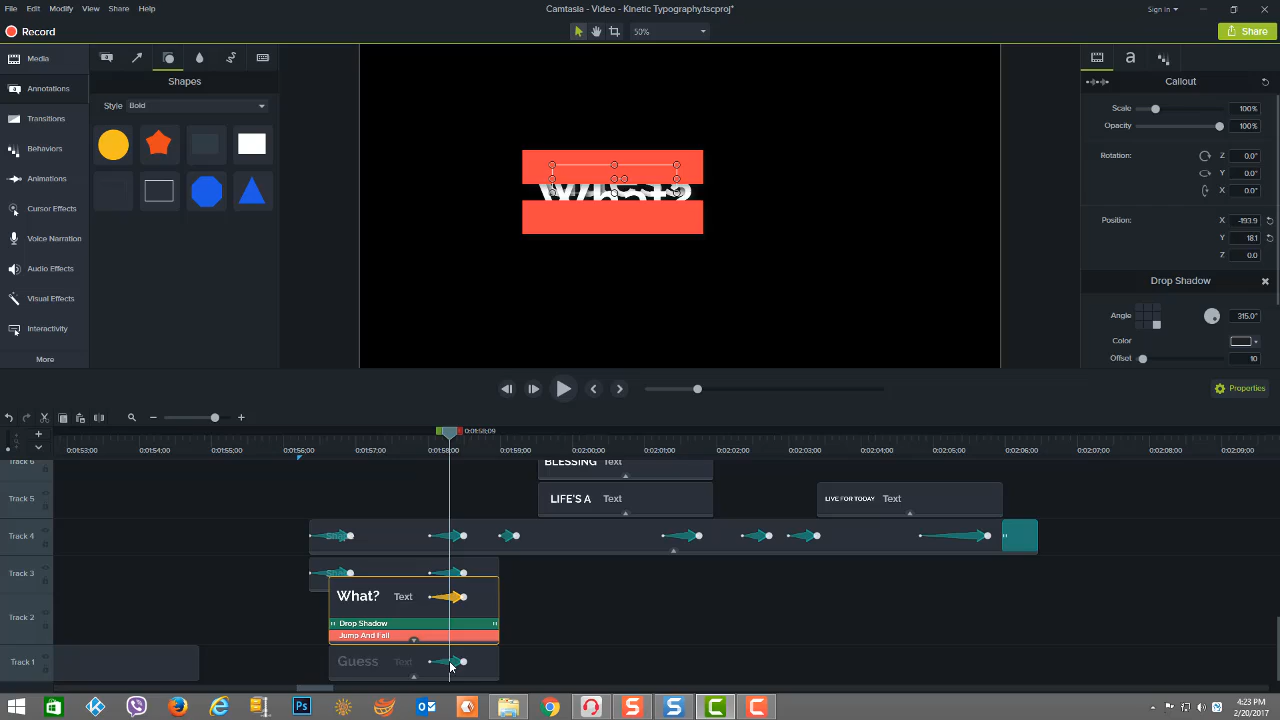 File Edit Modify View Share Help
Camtasia - Video - Kinetic Typography.tscproj*
Sign in
Record
50%
Share
Media
Annotations
Transitions
Behaviors
Animations
Cursor Effects
Voice Narration
Audio Effects
Visual Effects
Interactivity
More
Shapes
Style Bold
What?
Callout
Scale 100%
Opacity 100%
Rotation: Z 0.0°
Y 0.0°
X 0.0°
Position: X -193.9
Y 18.1
Z 0.0
Drop Shadow
Angle 315.0°
Color
Offset 10
Properties
0:01:58;09
0:01:53;00 0:01:54;00 0:01:55;00 0:01:56;00 0:01:57;00 0:01:58;00 0:01:59;00 0:02:00;00 0:02:01;00 0:02:02;00 0:02:03;00 0:02:04;00 0:02:05;00 0:02:06;00 0:02:07;00 0:02:08;00 0:02:09;00
Track 6
BLESSING Text
Track 5
LIFE'S A Text
LIVE FOR TODAY Text
Track 4
Track 3
Track 2
What? Text
Drop Shadow
Jump And Fall
Track 1
Guess Text
4:23 PM
2/20/2017